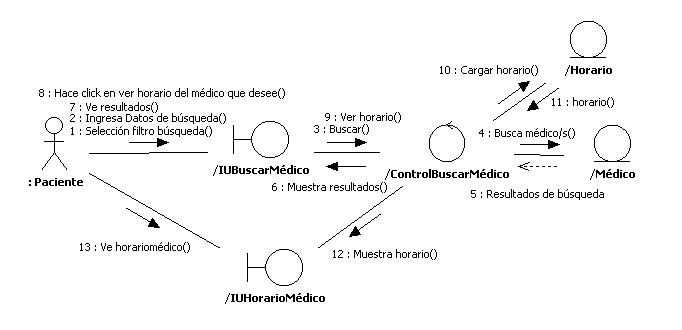 10 : Cargar horario()
/Horario
8 : Hace click en ver horario del médico que desee()
7 : Ve resultados()
2 : Ingresa Datos de búsqueda()
1 : Selección filtro búsqueda()
9 : Ver horario()
3 : Buscar()
11 : horario()
4 : Busca médico/s()
/IUBuscarMédico
/ControlBuscarMédico
/Médico
: Paciente
6 : Muestra resultados()
5 : Resultados de búsqueda
13 : Ve horariomédico()
12 : Muestra horario()
/IUHorarioMédico